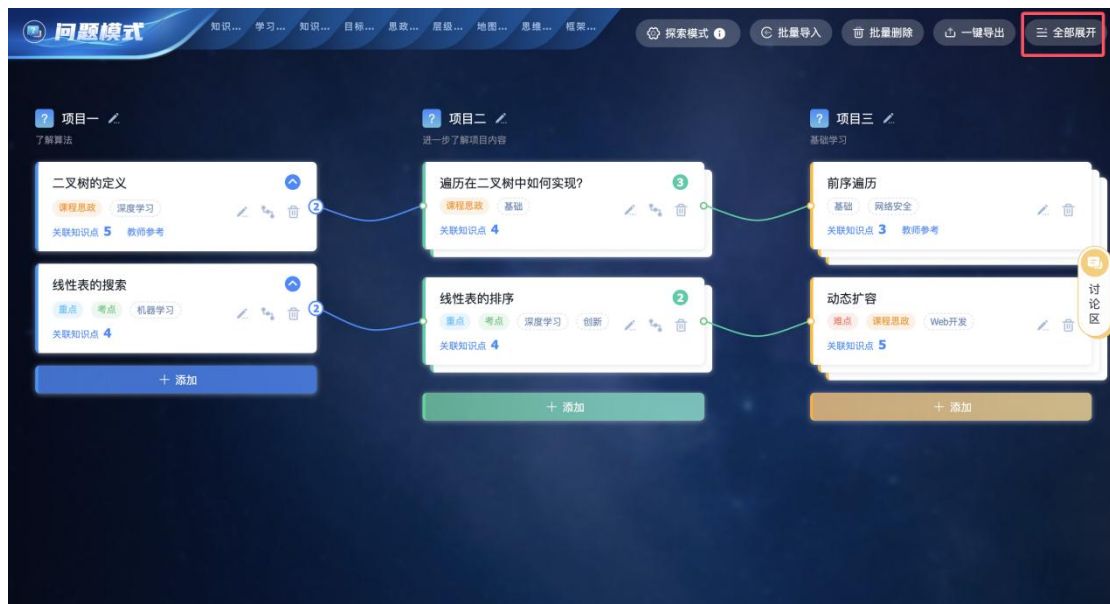 问题模式
知识... 学习... 知识... 目标... 思政... 层级... 地图... 思维... 框架...
探索模式 批量导入 批量删除 一键导出 全部展开
项目一
了解算法
二叉树的定义
课程思政 深度学习
2
关联知识点 5 教师参考
线性表的搜索
重点 考点 机器学习
2
关联知识点 4
+ 添加
项目二
进一步了解项目内容
遍历在二叉树中如何实现?
3
课程思政 基础
关联知识点 4
线性表的排序
2
重点 考点 深度学习 创新
关联知识点 4
+ 添加
项目三
基础学习
前序遍历
基础 网络安全
关联知识点 3 教师参考
动态扩容
难点 课程思政 Web开发
关联知识点 5
+ 添加
讨论区